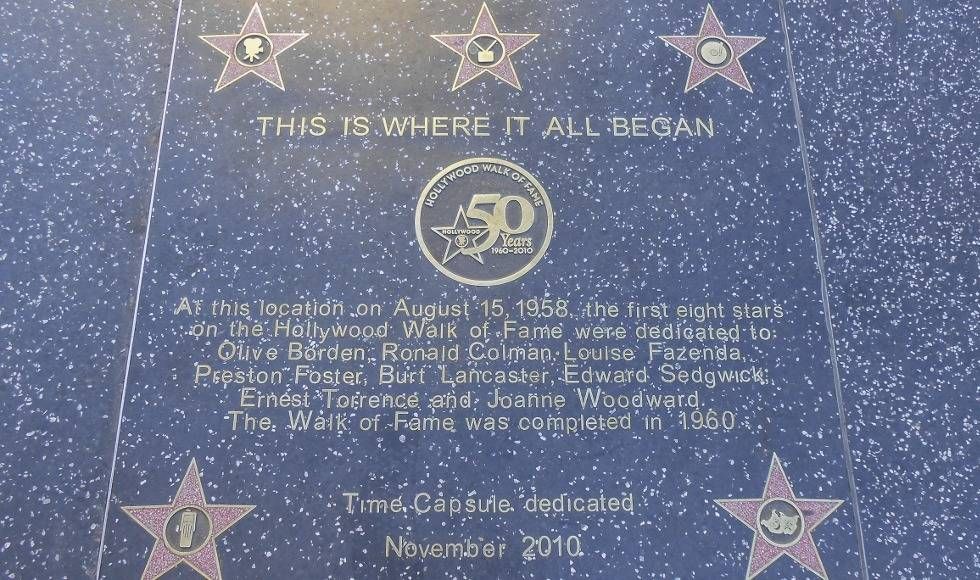 THIS IS WHERE IT ALL BEGAN
HOLLYWOOD WALK OF FAME
50
HOLLYWOOD
Years
1960-2010
At this location on August 15, 1958, the first eight stars
on the Hollywood Walk of Fame were dedicated to:
Olive Borden, Ronald Colman, Louise Fazenda,
Preston Foster, Burt Lancaster, Edward Sedgwick,
Ernest Torrence and Joanne Woodward.
The Walk of Fame was completed in 1960
Time Capsule dedicated
November 2010